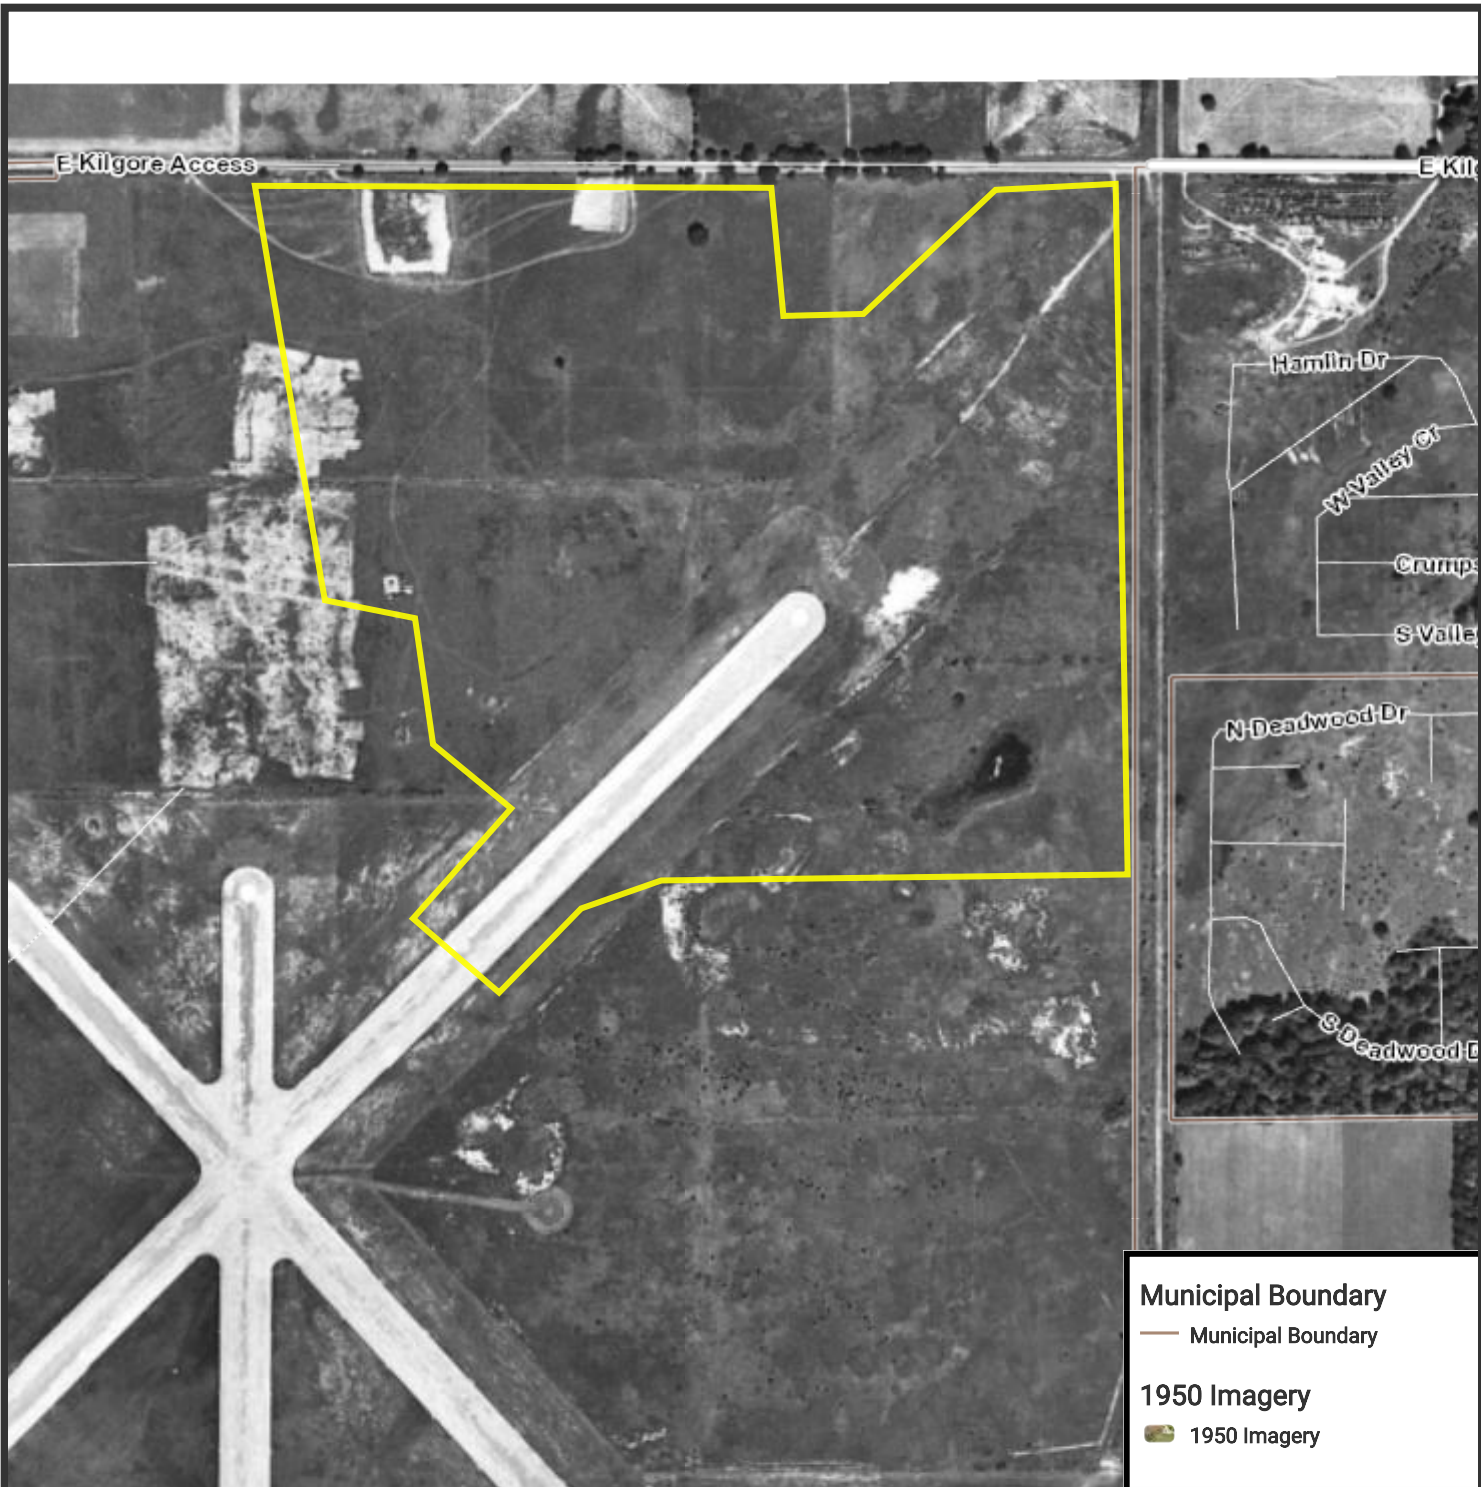 E Kilgore Access
E Kil
Hamlin Dr
W Valley Cr
Crump
S Valle
N Deadwood Dr
S Deadwood D
Municipal Boundary
Municipal Boundary
1950 Imagery
1950 Imagery